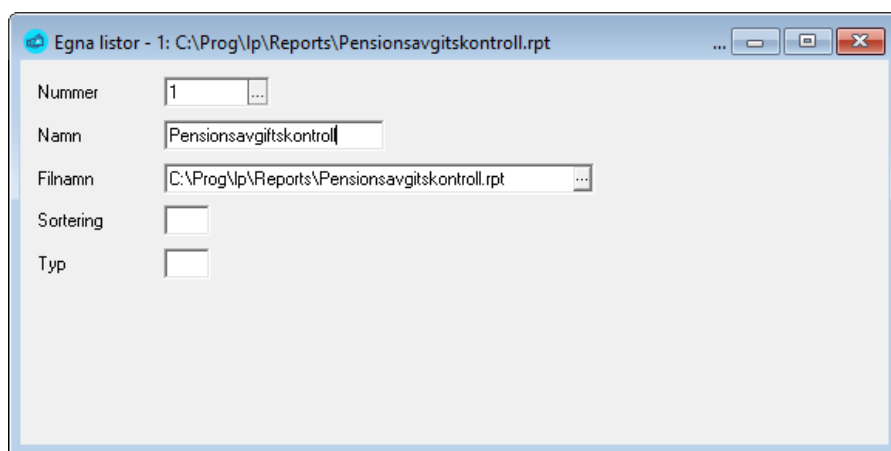 Egna listor - 1: C:\Prog\lp\Reports\Pensionsavgitskontroll.rpt ...
Nummer 1 ...
Namn Pensionsavgiftskontroll
Filnamn C:\Prog\lp\Reports\Pensionsavgitskontroll.rpt ...
Sortering
Typ